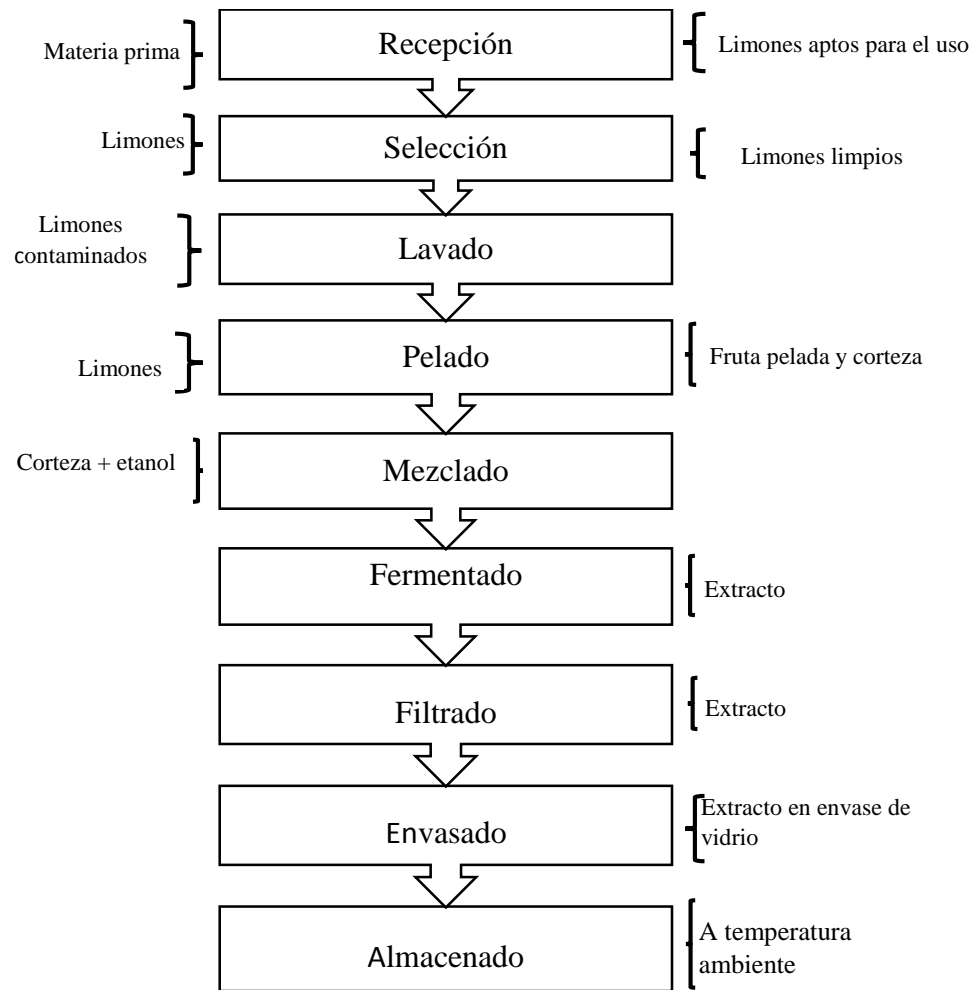 Materia prima
Recepción
Limones aptos para el uso
Limones
Selección
Limones limpios
Limones
contaminados
Lavado
Limones
Pelado
Fruta pelada y corteza
Corteza + etanol
Mezclado
Fermentado
Extracto
Filtrado
Extracto
Envasado
Extracto en envase de
vidrio
Almacenado
A temperatura
ambiente